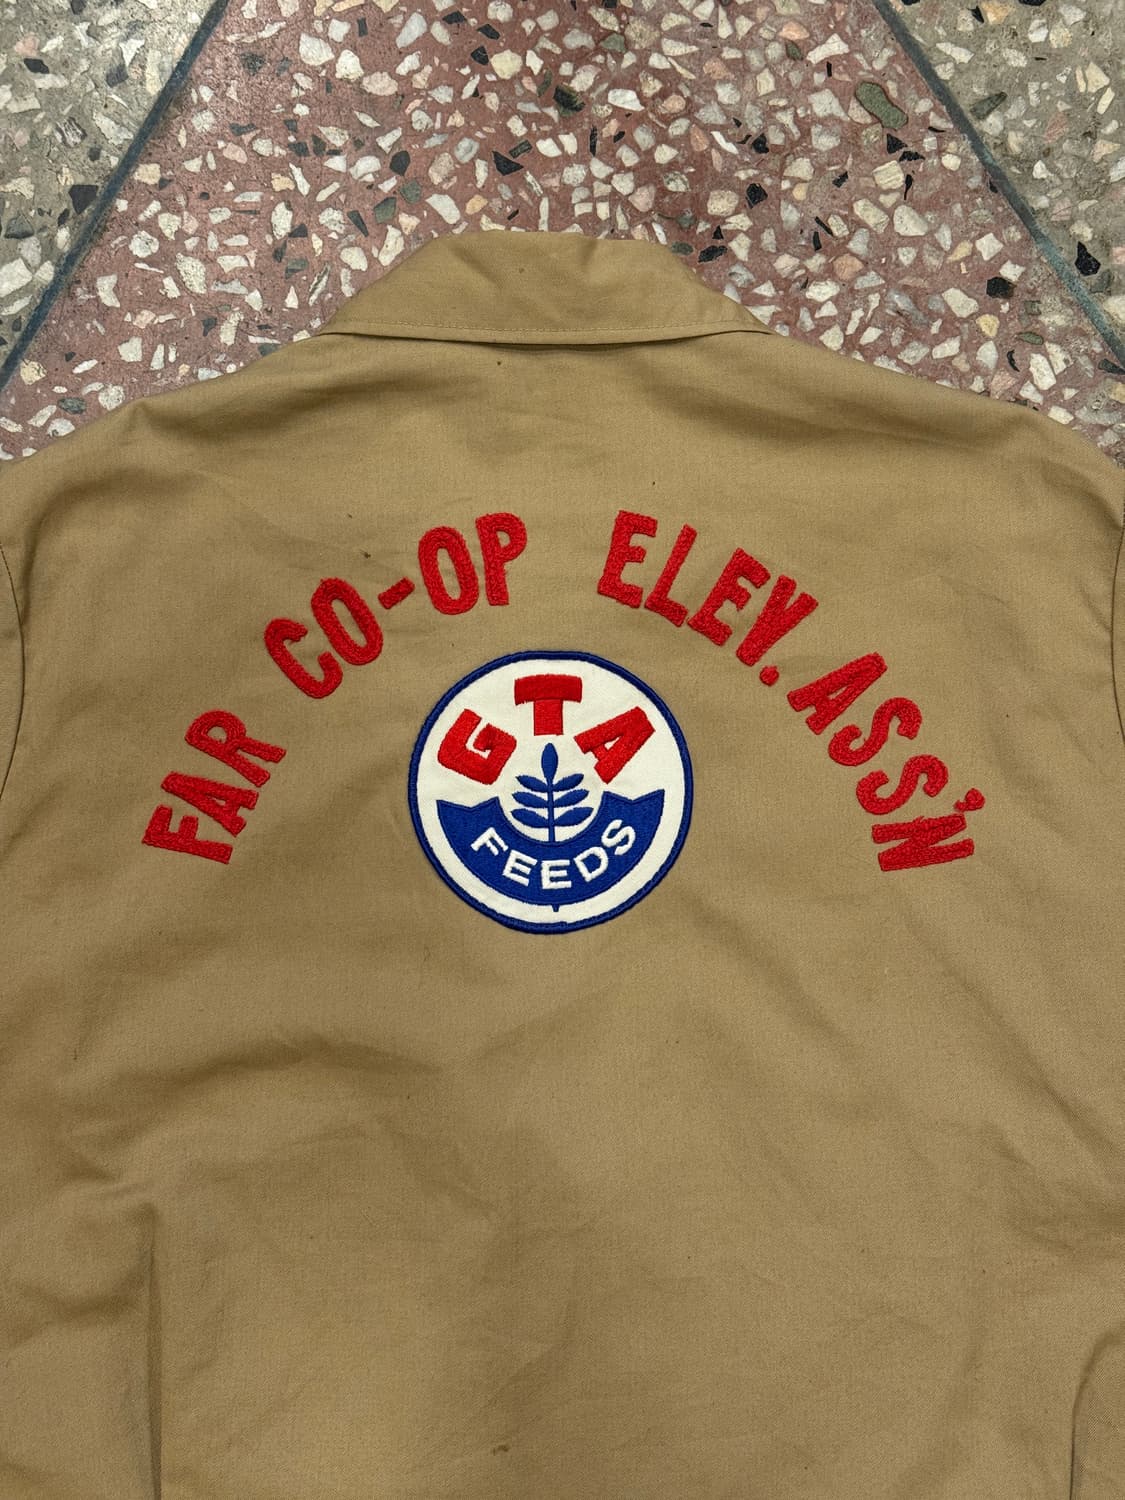 FAR CO-OP ELEV. ASS'N
GTA
FEEDS